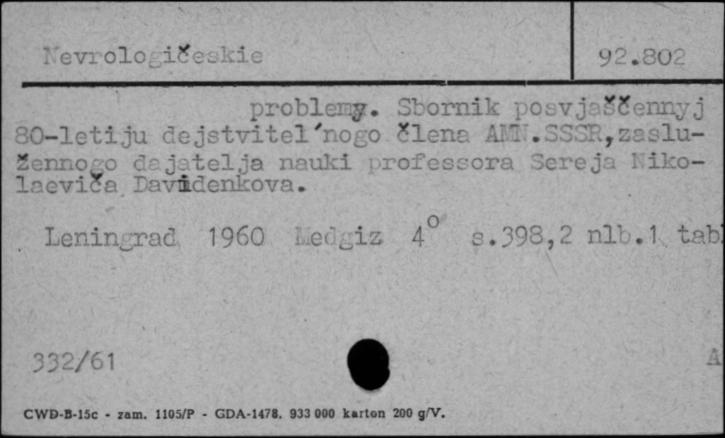 Nevrologičeskie 92.802
problemy. Sbornik posvjaščennyj
80-letiju dejstvitel'nogo člena AMN.SSSR,zaslu-
žennogo dejatelja nauki professora Sereja Niko-
laeviča Davidenkova.
Leningrad 1960 Medgiz 4° s.398,2 nlb.1 tabl
332/61 A
CWD-B-15c - zam. 1105/P - GDA-1478. 933 000 karton 200 g/V.